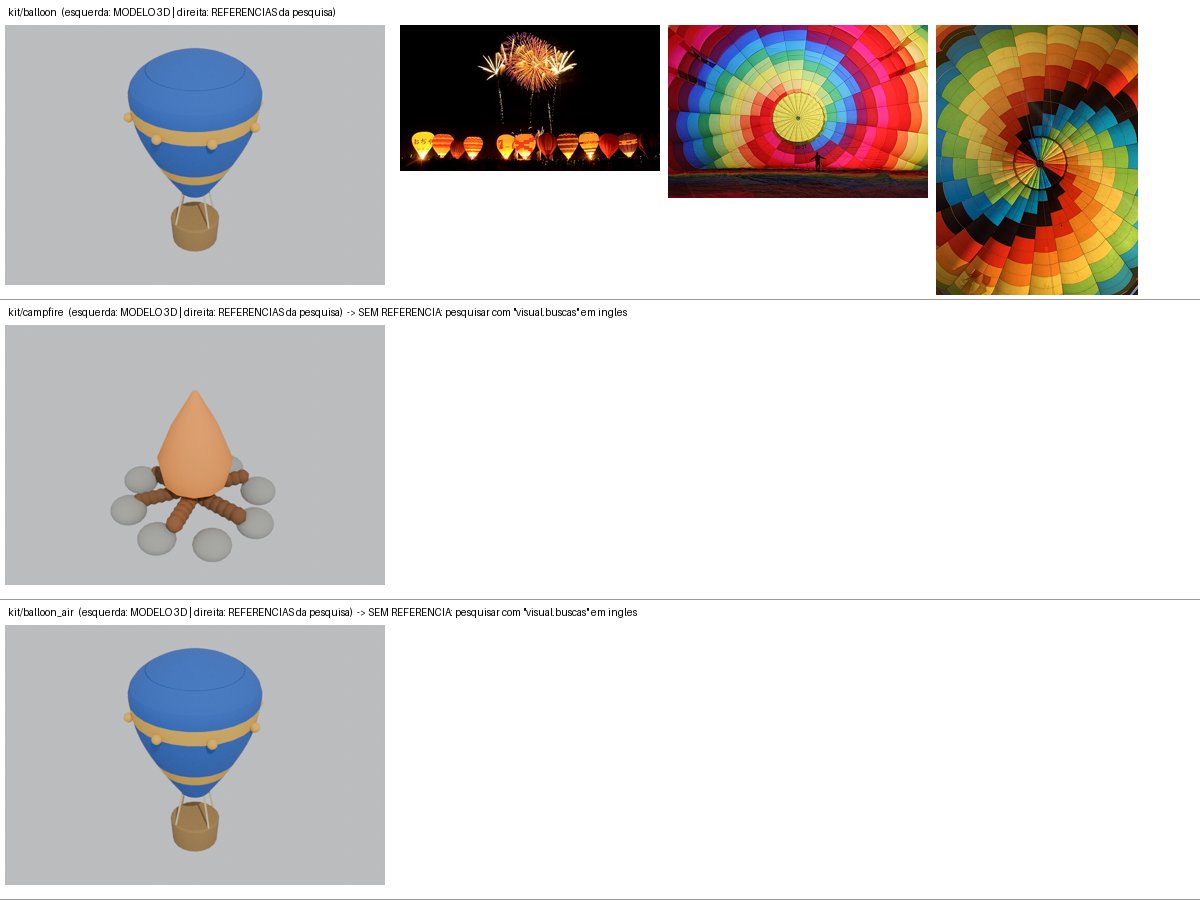 kit/balloon (esquerda: MODELO 3D | direita: REFERENCIAS da pesquisa)
kit/campfire (esquerda: MODELO 3D | direita: REFERENCIAS da pesquisa) -> SEM REFERENCIA: pesquisar com "visual.buscas" em ingles
kit/balloon_air (esquerda: MODELO 3D | direita: REFERENCIAS da pesquisa) -> SEM REFERENCIA: pesquisar com "visual.buscas" em ingles